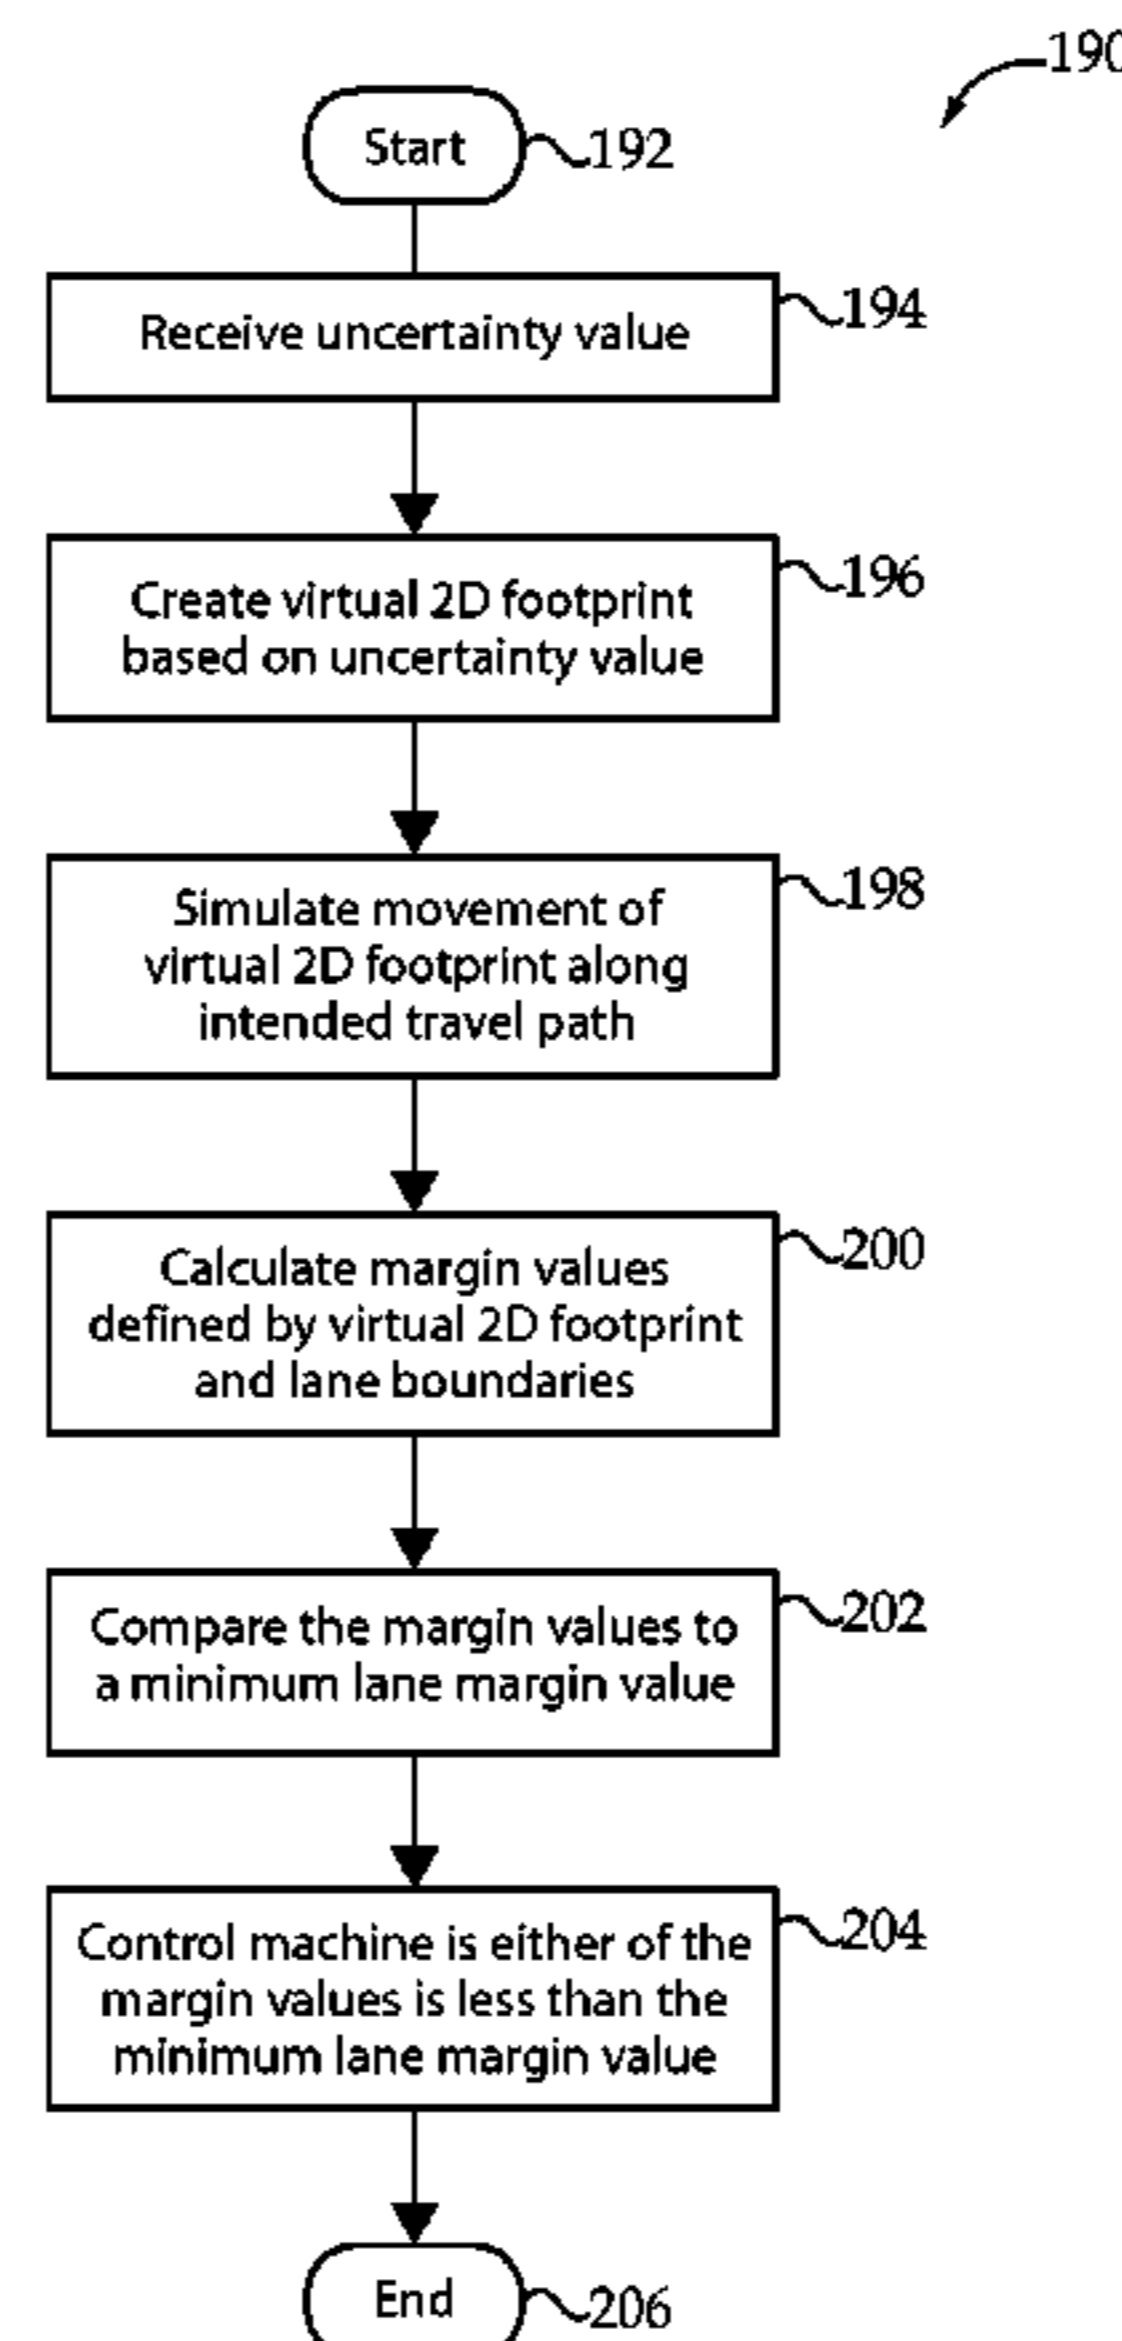 190
Start
192
Receive uncertainty value
194
Create virtual 2D footprint
based on uncertainty value
196
Simulate movement of
virtual 2D footprint along
intended travel path
198
Calculate margin values
defined by virtual 2D footprint
and lane boundaries
200
Compare the margin values to
a minimum lane margin value
202
Control machine is either of the
margin values is less than the
minimum lane margin value
204
End
206